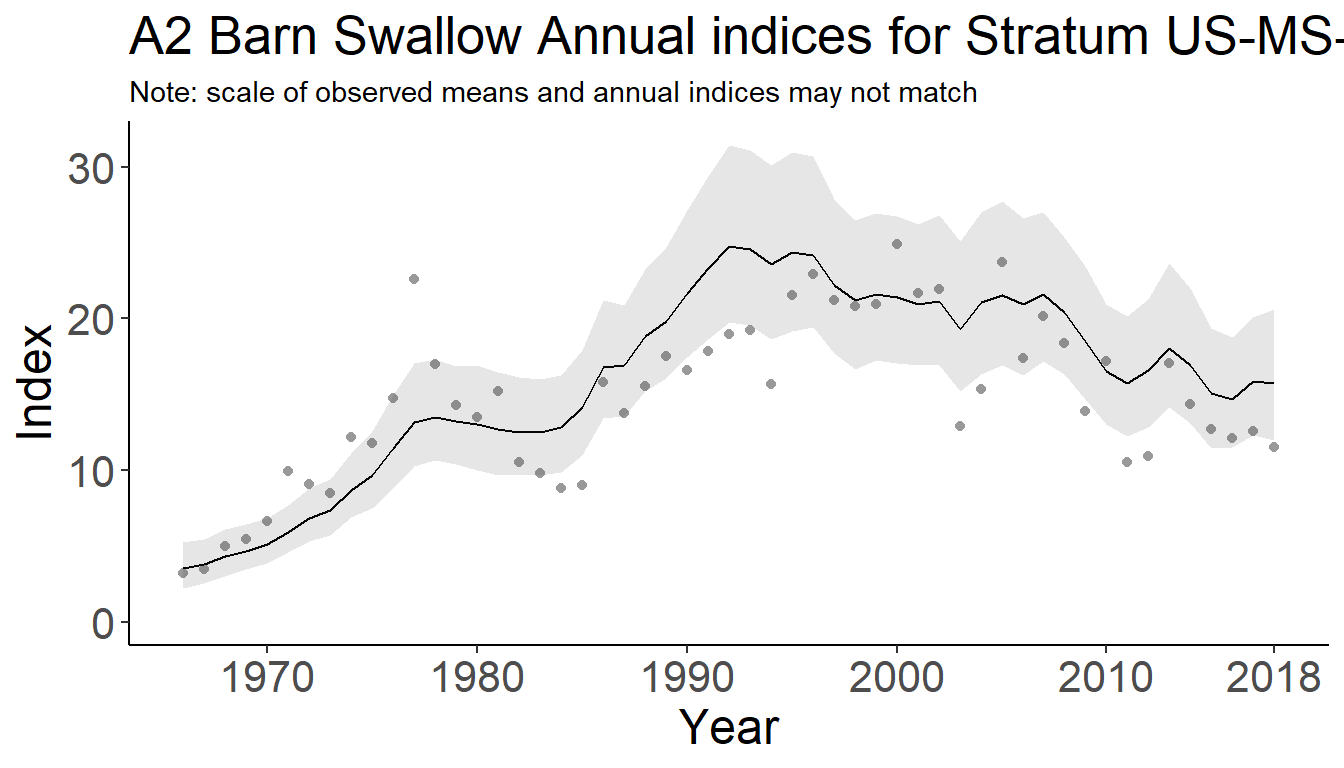 A2 Barn Swallow Annual indices for Stratum US-MS-
Note: scale of observed means and annual indices may not match
30
20
10
0
Index
1970 1980 1990 2000 2010 2018
Year